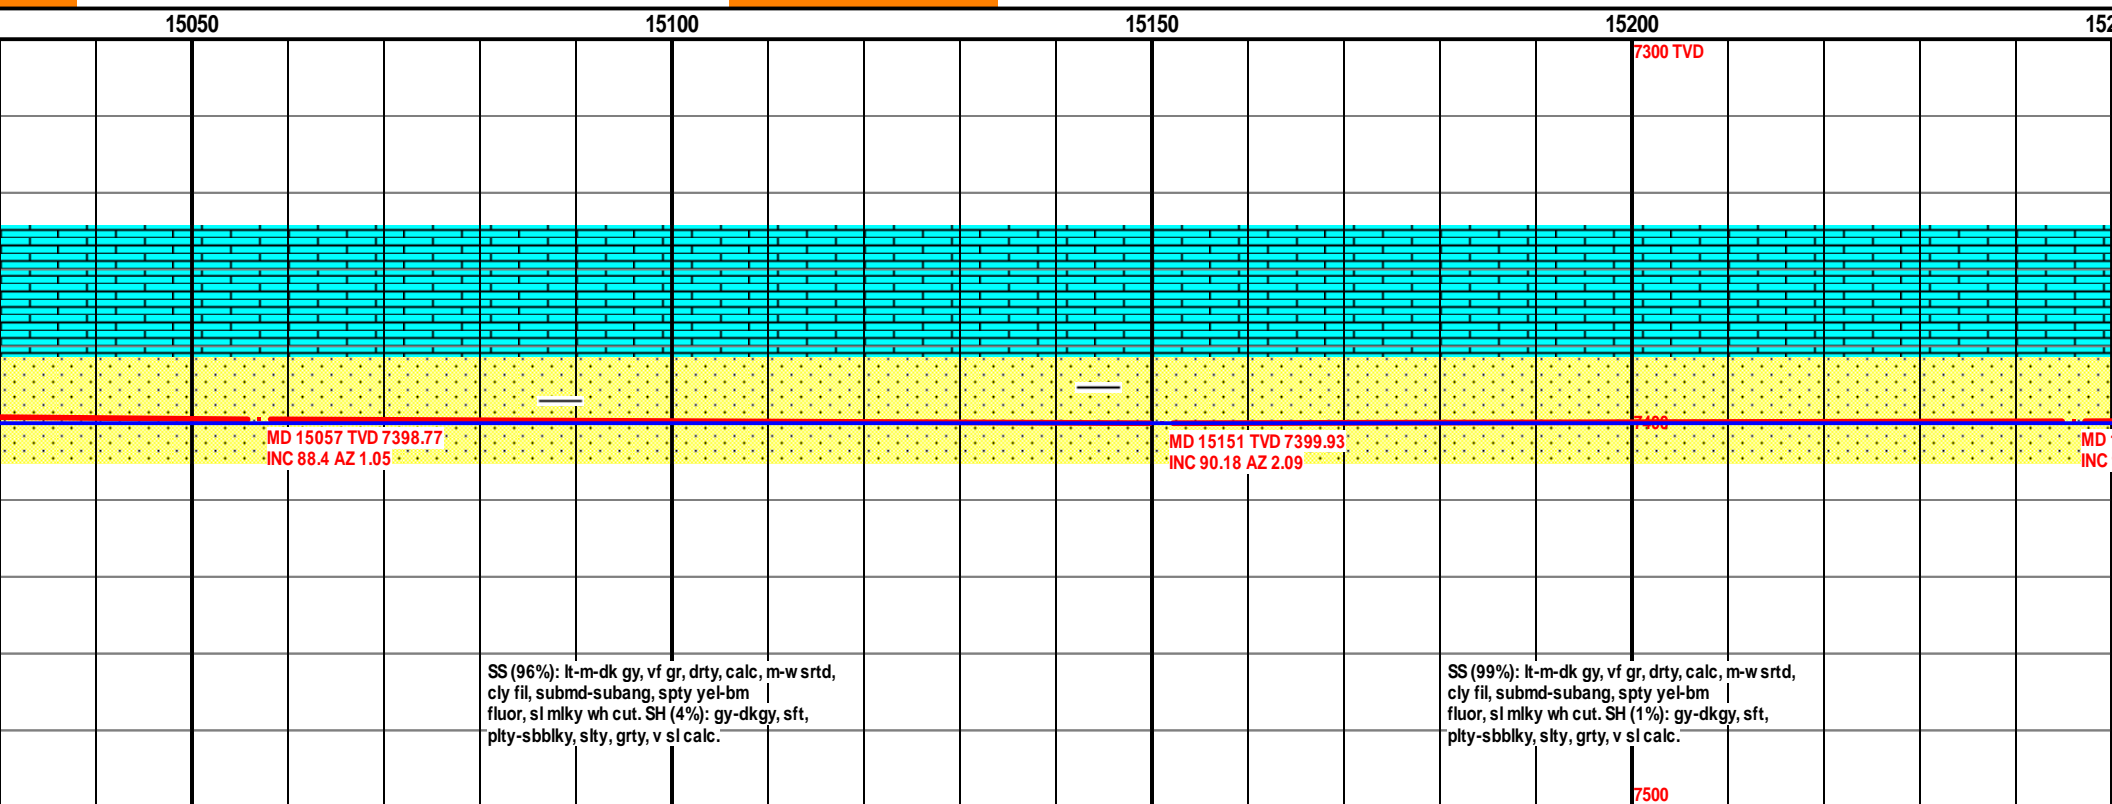 15050 15100 15150 15200
7300 TVD
7400
MD 15057 TVD 7398.77
INC 88.4 AZ 1.05
MD 15151 TVD 7399.93
INC 90.18 AZ 2.09
MD
INC
SS (96%): lt-m-dk gy, vf gr, drty, calc, m-w srtd,
cly fil, submd-subang, spty yel-bm
fluor, sl mlky wh cut. SH (4%): gy-dkgy, sft,
plty-sbblky, slty, grty, v sl calc.
SS (99%): lt-m-dk gy, vf gr, drty, calc, m-w srtd,
cly fil, submd-subang, spty yel-bm
fluor, sl mlky wh cut. SH (1%): gy-dkgy, sft,
plty-sbblky, slty, grty, v sl calc.
7500